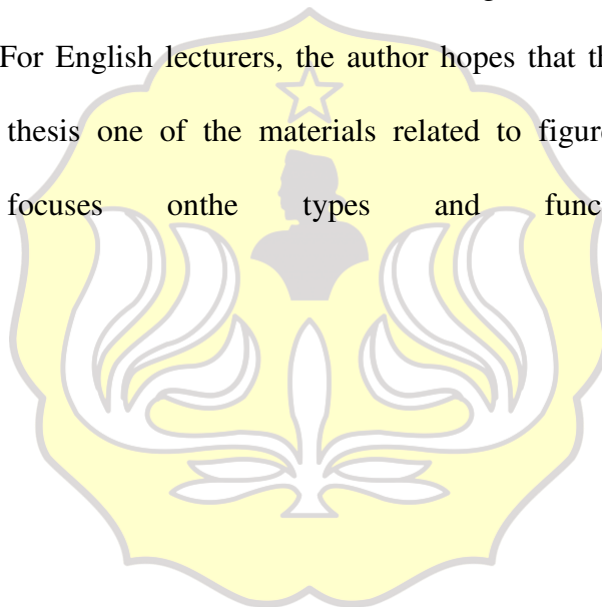 For English lecturers, the author hopes that th
thesis one of the materials related to figur
focuses onthe types and func